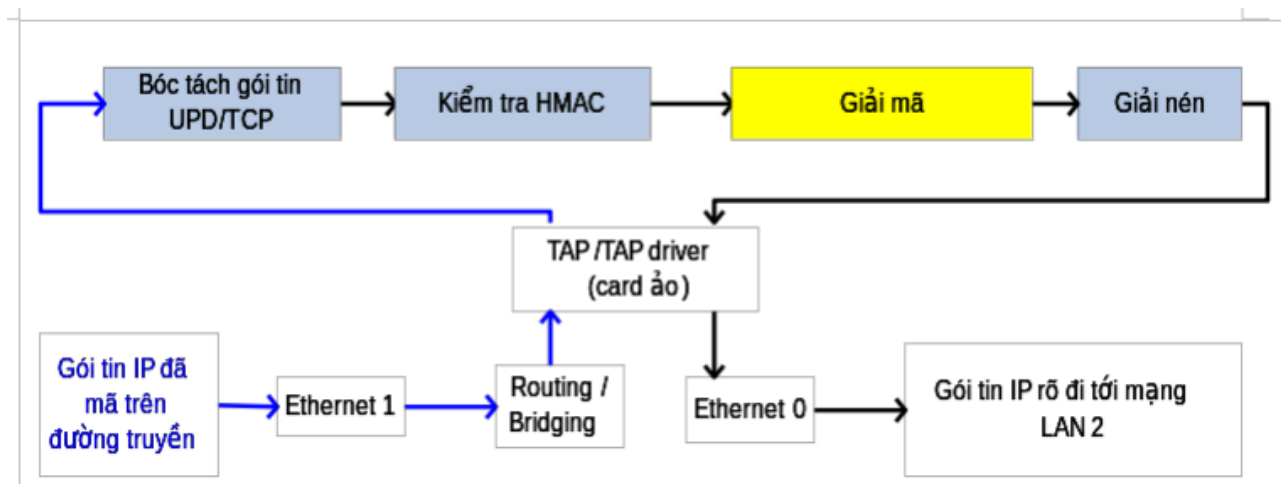 Bóc tách gói tin
UPD/TCP
Kiểm tra HMAC
Giải mã
Giải nén
TAP /TAP driver
(card ảo)
Gói tin IP đã
mã trên
đường truyền
Ethernet 1
Routing /
Bridging
Ethernet 0
Gói tin IP rõ đi tới mạng
LAN 2